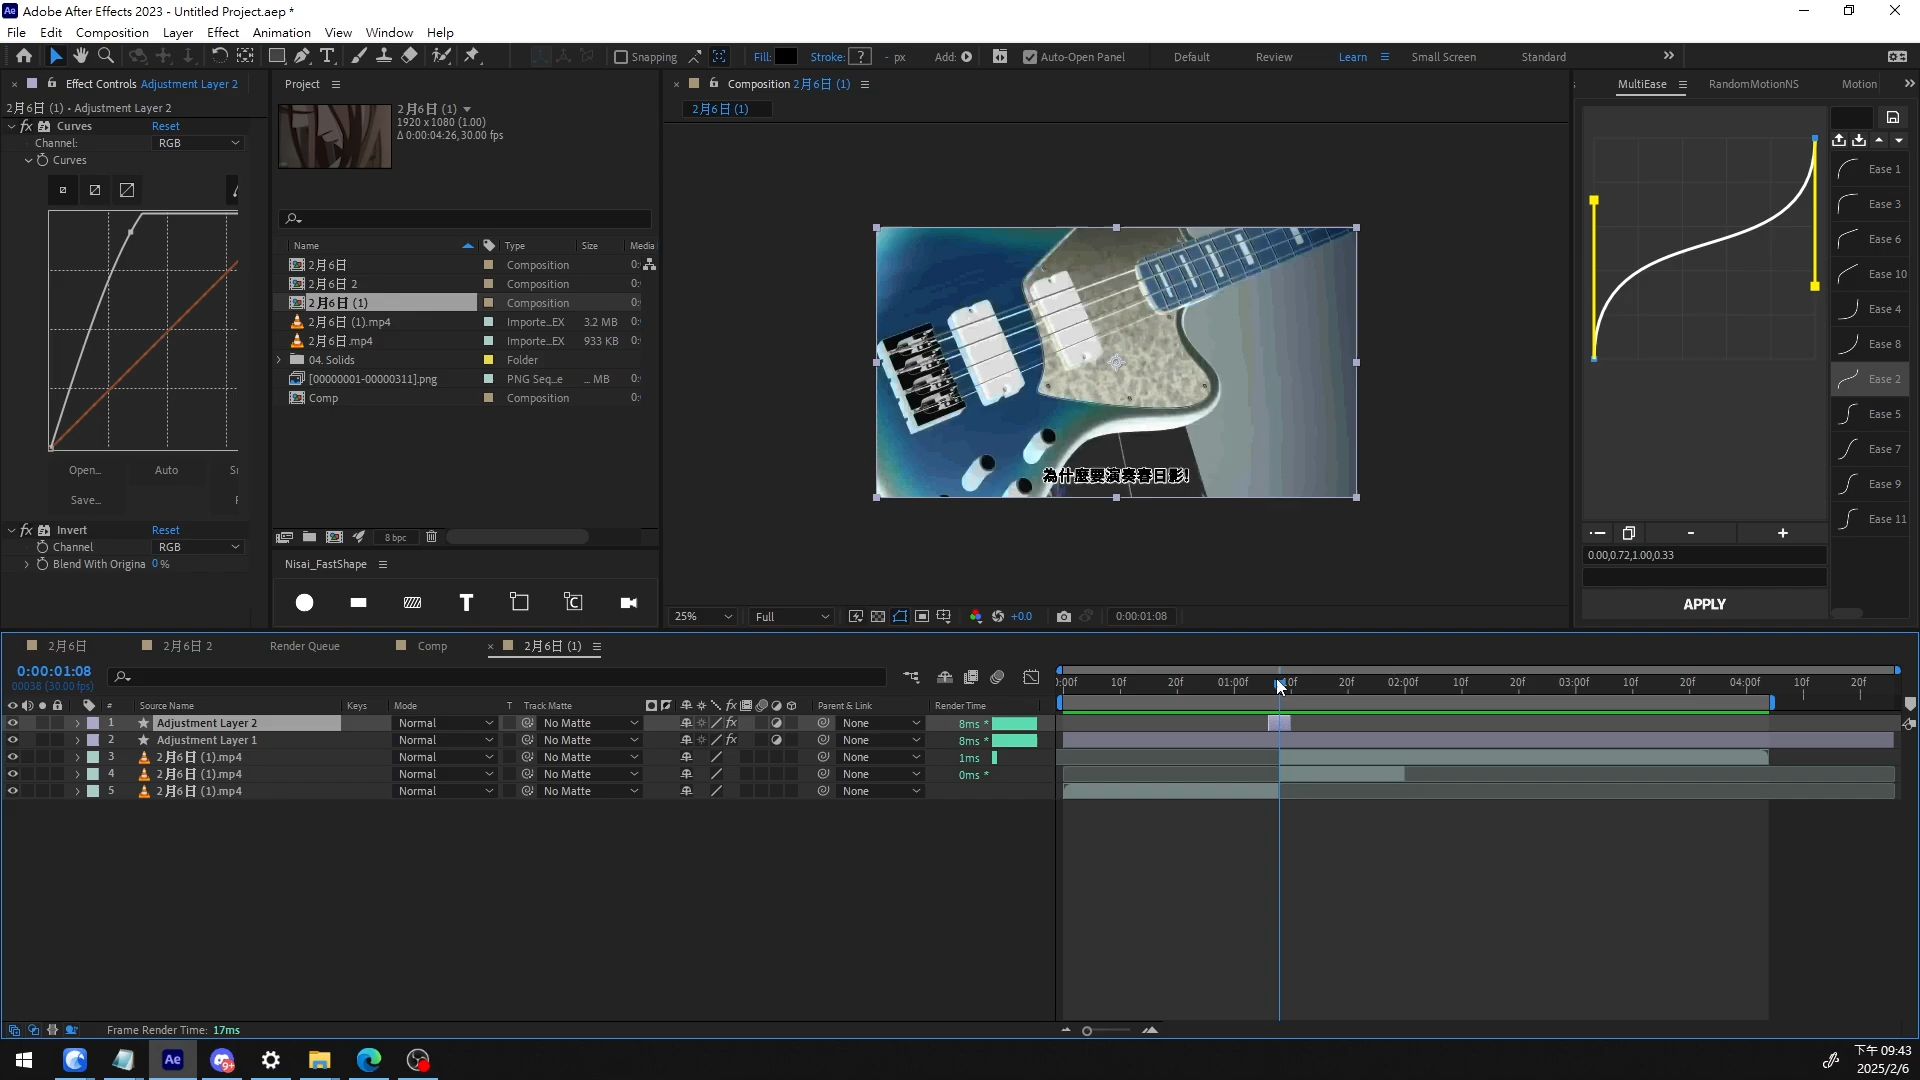 Adobe After Effects 2023 - Untitled Project.aep *
File Edit Composition Layer Effect Animation View Window Help
Snapping Fill: Stroke: ? - px Add: Auto-Open Panel Default Review Learn Small Screen Standard
Effect Controls Adjustment Layer 2
2月6日 (1) • Adjustment Layer 2
fx Curves Reset
Channel: RGB
Curves
Open... Auto
Save...
fx Invert Reset
Channel RGB
Blend With Origina 0 %
Project
2月6日 (1)
1920 x 1080 (1.00)
Δ 0:00:04:26, 30.00 fps
Name Type Size Media
2月6日 Composition 0:
2月6日 2 Composition 0:
2月6日 (1) Composition 0:
2月6日 (1).mp4 Importe...EX 3.2 MB 0:
2月6日.mp4 Importe...EX 933 KB 0:
04. Solids Folder
[00000001-00000311].png PNG Seq...e ... MB 0:
Comp Composition 0:
8 bpc
Nisai_FastShape
Composition 2月6日 (1)
2月6日 (1)
為什麼要演奏春日影!
25% Full +0.0 0:00:01:08
MultiEase RandomMotionNS Motion
Ease 1
Ease 3
Ease 6
Ease 10
Ease 4
Ease 8
Ease 2
Ease 5
Ease 7
Ease 9
Ease 11
0.00,0.72,1.00,0.33
APPLY
2月6日 2月6日 2 Render Queue Comp 2月6日 (1)
0:00:01:08
00038 (30.00 fps)
:00f 10f 20f 01:00f 10f 20f 02:00f 10f 20f 03:00f 10f 20f 04:00f 10f 20f
# Source Name Keys Mode T Track Matte fx Parent & Link Render Time
1 Adjustment Layer 2 Normal No Matte fx None 8ms *
2 Adjustment Layer 1 Normal No Matte fx None 8ms *
3 2月6日 (1).mp4 Normal No Matte None 1ms
4 2月6日 (1).mp4 Normal No Matte None 0ms *
5 2月6日 (1).mp4 Normal No Matte None
Frame Render Time: 17ms
Ae 9+
下午 09:43
2025/2/6